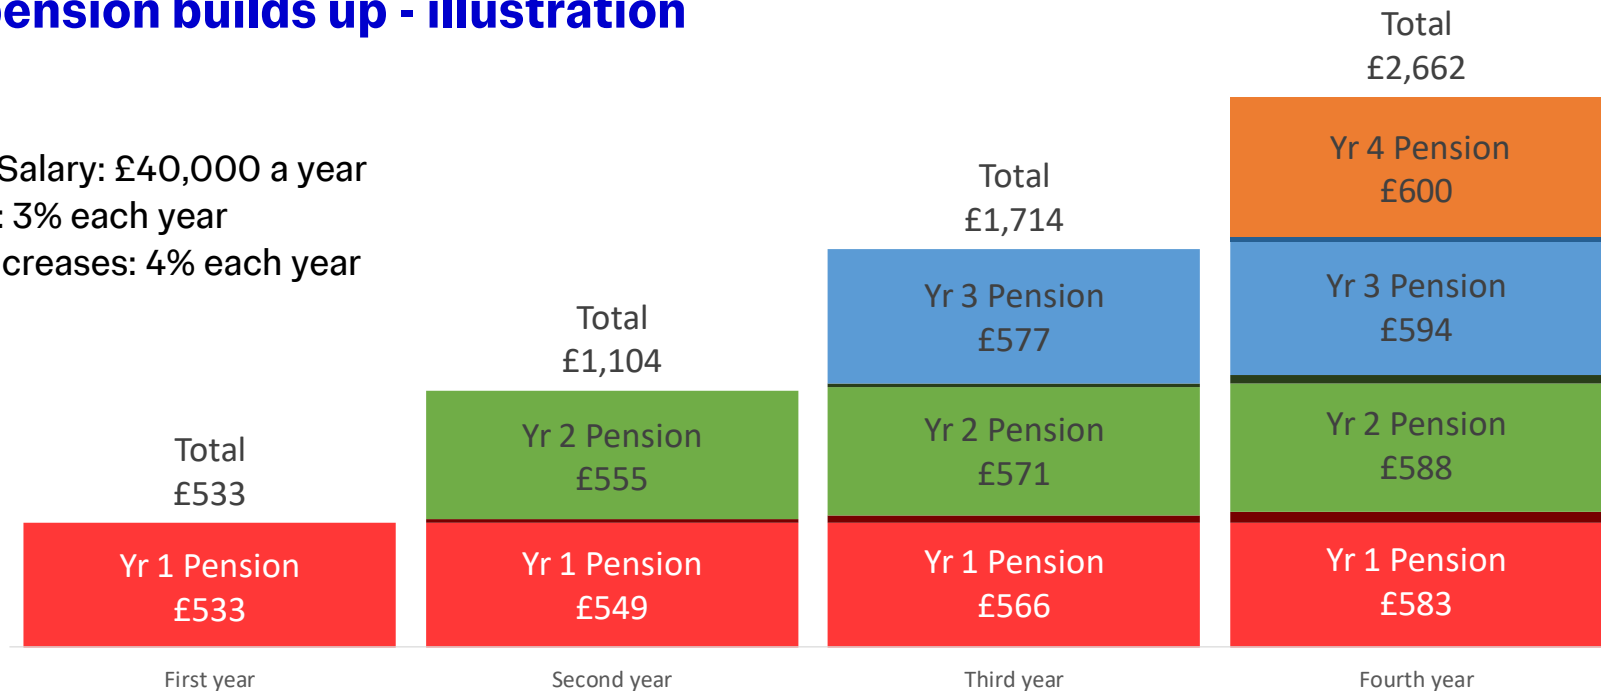 pension builds up - illustration
Salary: £40,000 a year
: 3% each year
creases: 4% each year
Total
£533
Yr 1 Pension
£533
First year
Total
£1,104
Yr 2 Pension
£555
Yr 1 Pension
£549
Second year
Total
£1,714
Yr 3 Pension
£577
Yr 2 Pension
£571
Yr 1 Pension
£566
Third year
Total
£2,662
Yr 4 Pension
£600
Yr 3 Pension
£594
Yr 2 Pension
£588
Yr 1 Pension
£583
Fourth year